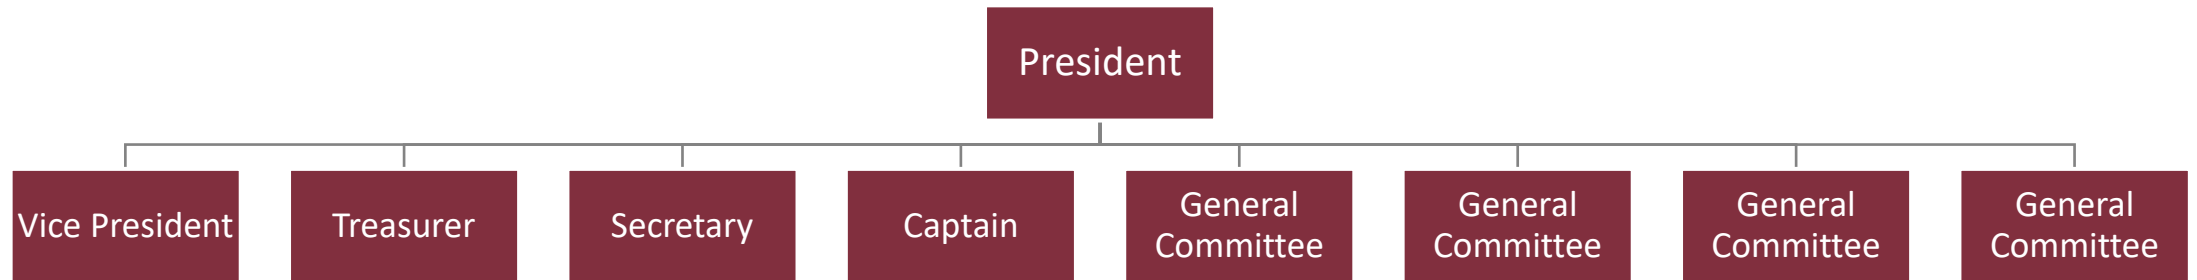 President
Vice President
Treasurer
Secretary
Captain
General
Committee
General
Committee
General
Committee
General
Committee